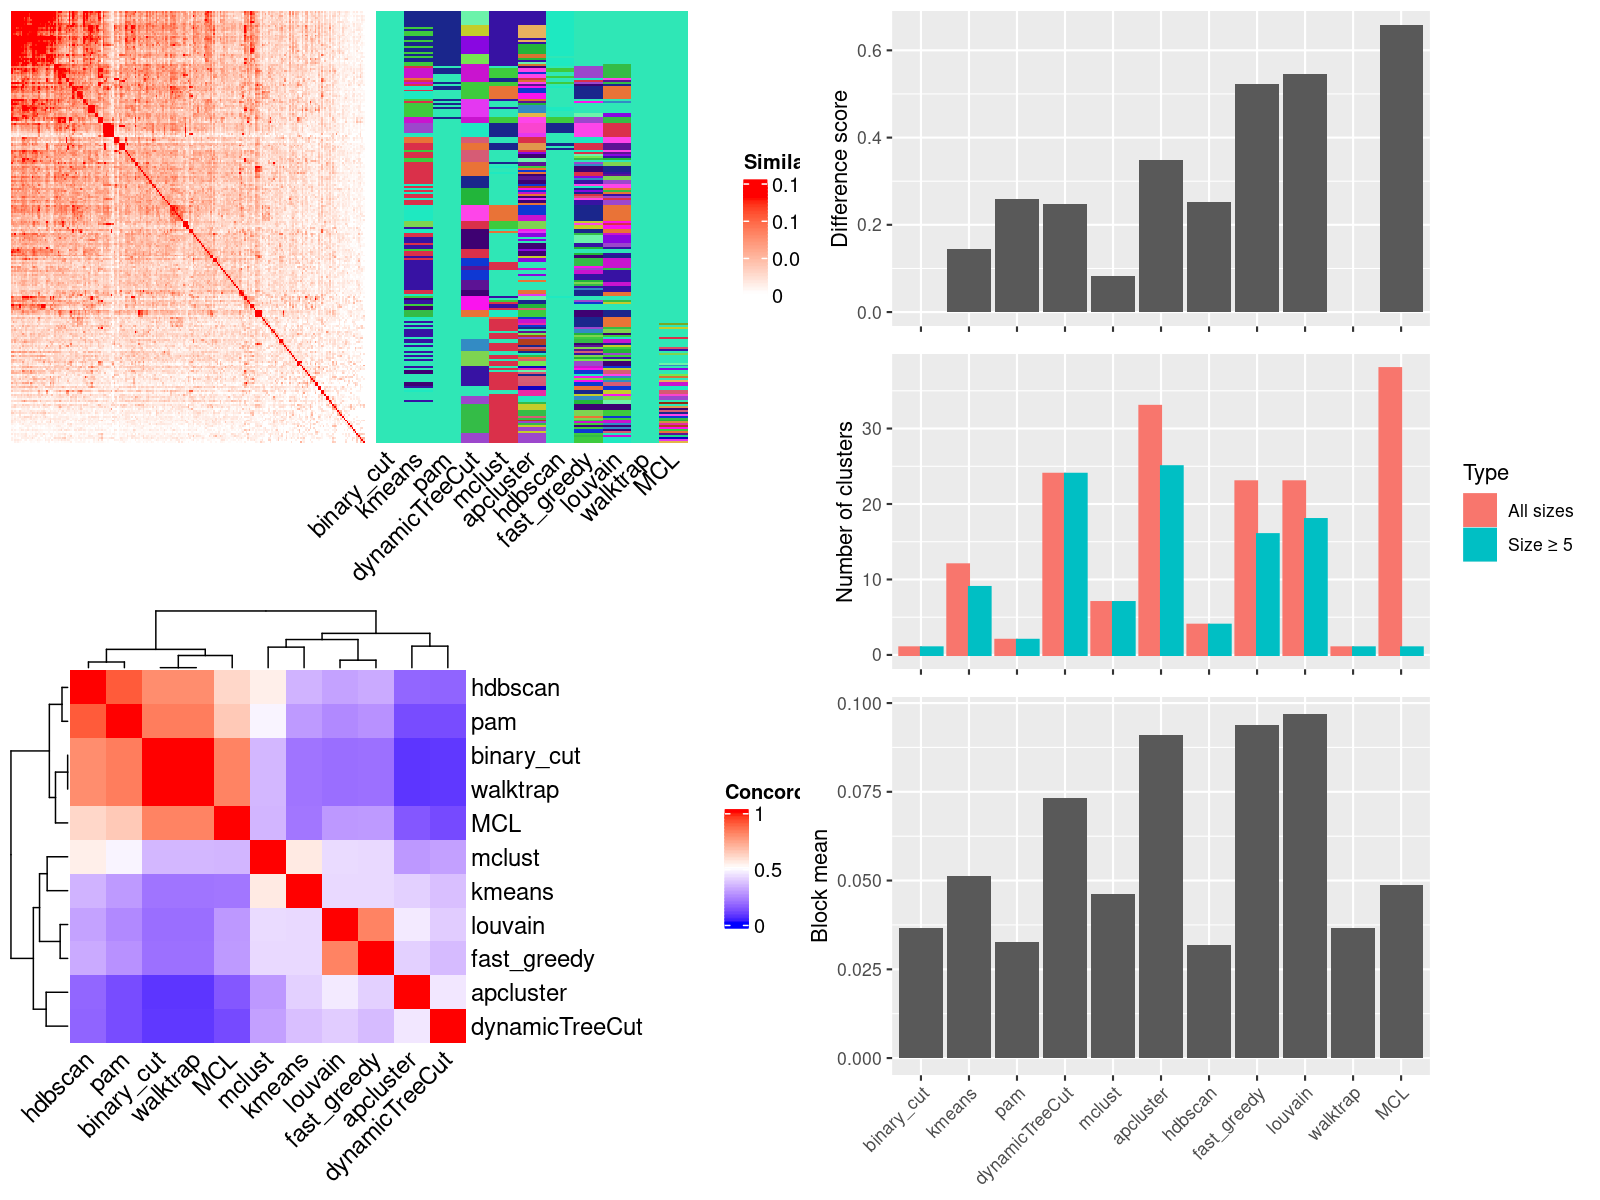 Simila
0.1
0.1
0.0
0
binary_cut
kmeans
pam
dynamicTreeCut
mclust
apcluster
hdbscan
fast_greedy
louvain
walktrap
MCL
hdbscan
pam
binary_cut
walktrap
MCL
mclust
kmeans
louvain
fast_greedy
apcluster
dynamicTreeCut
hdbscan
pam
binary_cut
walktrap
MCL
mclust
kmeans
louvain
fast_greedy
apcluster
dynamicTreeCut
Concord
1
0.5
0
Difference score
0.6
0.4
0.2
0.0
Number of clusters
30
20
10
0
Type
All sizes
Size ≥ 5
Block mean
0.100
0.075
0.050
0.025
0.000
binary_cut
kmeans
pam
dynamicTreeCut
mclust
apcluster
hdbscan
fast_greedy
louvain
walktrap
MCL